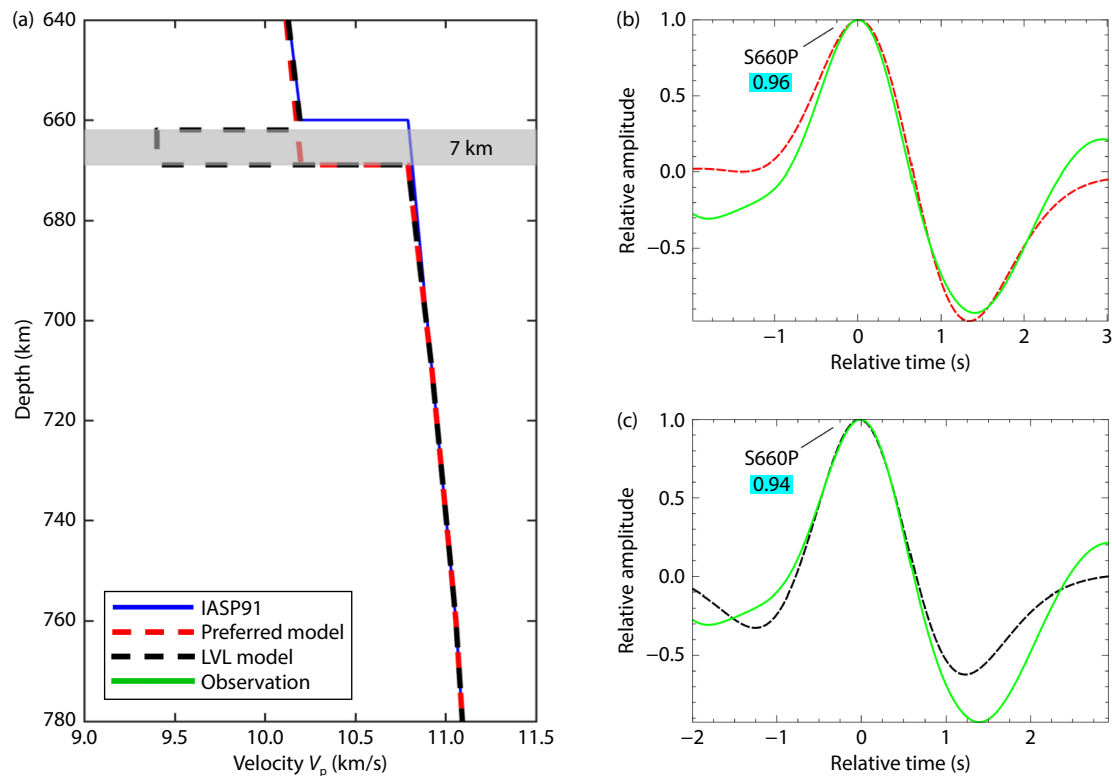 (a)
640
660
680
700
720
740
760
780
Depth (km)
7 km
IASP91
Preferred model
LVL model
Observation
9.0 9.5 10.0 10.5 11.0 11.5
Velocity Vp (km/s)
(b)
1.0
0.5
0.0
−0.5
Relative amplitude
S660P
0.96
−1 0 1 2 3
Relative time (s)
(c)
1.0
0.5
0.0
−0.5
Relative amplitude
S660P
0.94
−2 −1 0 1 2
Relative time (s)